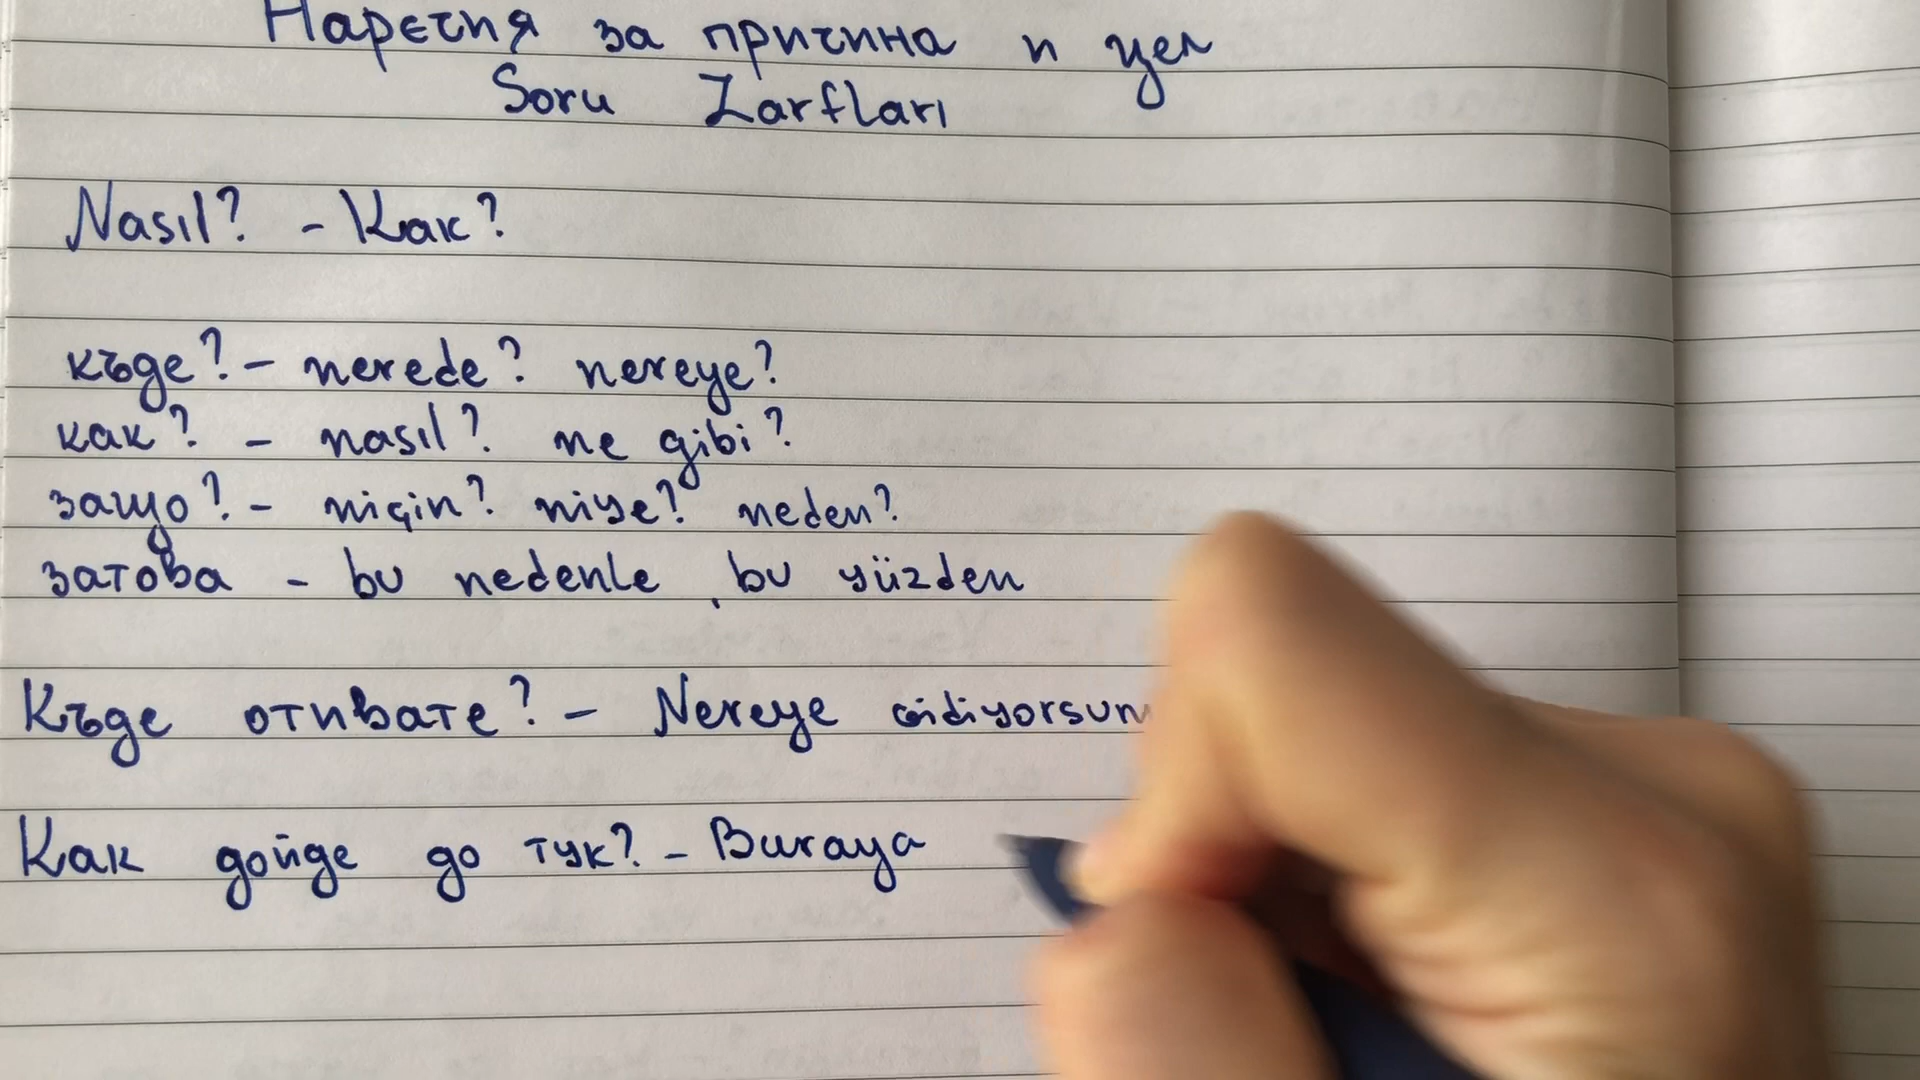 Наречия за причина и цел
Soru Zarfları
Nasıl? - Как?
къде? - nerede? nereye?
как? - nasıl? ne gibi?
защо? - niçin? niye? neden?
затова - bu nedenle, bu yüzden
Къде отивате? - Nereye
Как дойде до тук? - Buraya